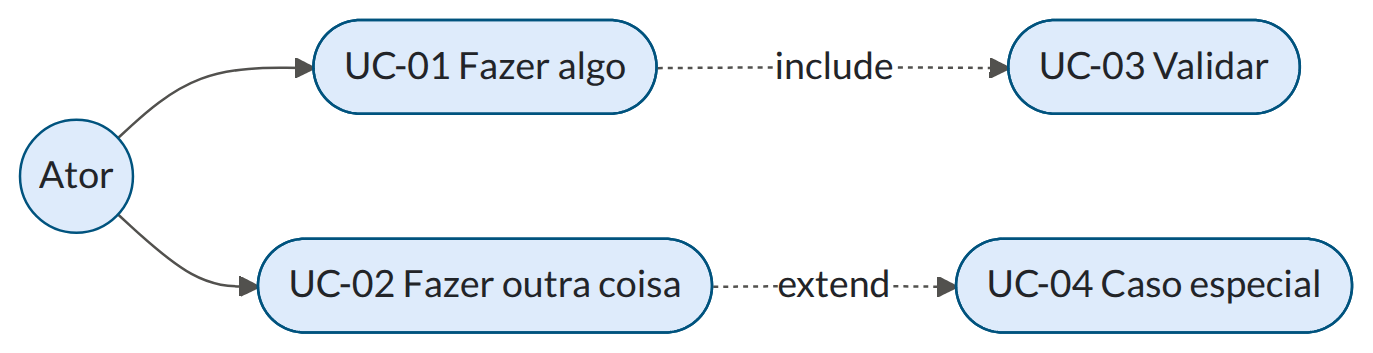 UC-01 Fazer algo
include
UC-03 Validar
Ator
UC-02 Fazer outra coisa
extend
UC-04 Caso especial